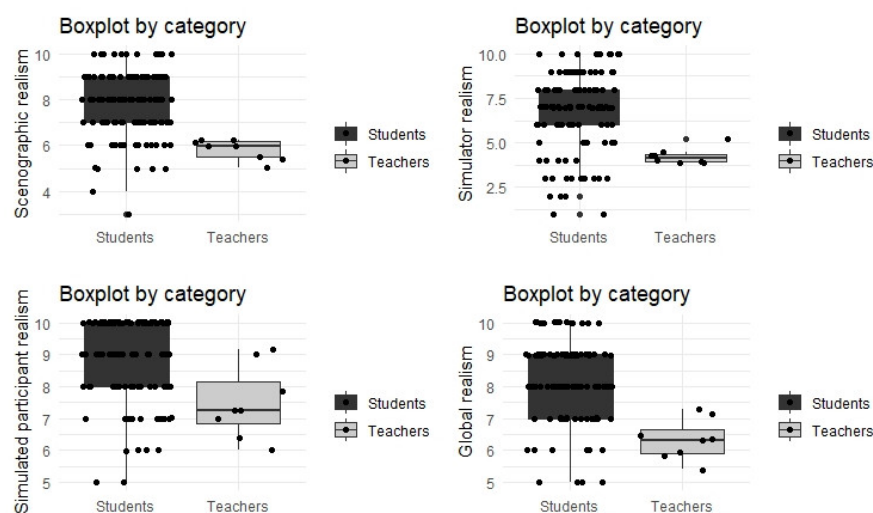 Boxplot by category
Scenographic realism
10
8
6
4
Students
Teachers
Students
Teachers
Boxplot by category
Simulator realism
10.0
7.5
5.0
2.5
Students
Teachers
Students
Teachers
Boxplot by category
Simulated participant realism
10
9
8
7
6
5
Students
Teachers
Students
Teachers
Boxplot by category
Global realism
10
9
8
7
6
5
Students
Teachers
Students
Teachers